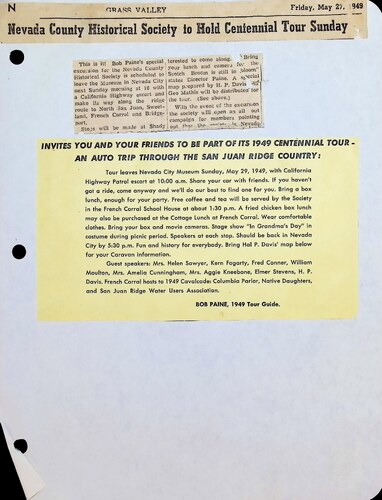 N
GRASS VALLEY
Friday, May 27, 1949
Nevada County Historical Society to Hold Centennial Tour Sunday
This is it! Bob Paine's special
excursion for the Nevada County
Historical Society is scheduled to
leave the Museum in Nevada City
next Sunday morning at 10 with
a California Highway escort and
make its way along the ridge
route to North San Juan,
land, French Corral and Bridge-
port.
Stops will be made at
terested to come along. Bring
your lunch and camera for the
Scotch Broom is still in
states Director Paine. A special
map prepared by H. P. Davis of
Geo Mathis will be distributed for
the tour. (See above.)
With the event of the excursion
the society will open an all out
campaign for members pointing
out that the
INVITES YOU AND YOUR FRIENDS TO BE PART OF ITS 1949 CENTENNIAL TOUR -
AN AUTO TRIP THROUGH THE SAN JUAN RIDGE COUNTRY:
Tour leaves Nevada City Museum Sunday, May 29, 1949, with California
Highway Patrol escort at 10.00 a.m. Share your car with friends. If you haven't
got a ride, come anyway and we'll do our best to find one for you. Bring a box
lunch, enough for your party. Free coffee and tea will be served by the Society
in the French Corral School House at about 1:30 p.m. A fried chicken box lunch
may also be purchased at the Cottage Lunch at French Corral. Wear comfortable
clothes. Bring your box and movie cameras. Stage show "In Grandma's Day" in
costume during picnic period. Speakers at each stop. Should be back in Nevada
City by 5:30 p.m. Fun and history for everybody. Bring Hal P. Davis' map below
for your Caravan information.
Guest speakers: Mrs. Helen Sawyer, Kern Fogarty, Fred Conner, William
Moulton, Mrs. Amelia Cunningham, Mrs. Aggie Kneebone, Elmer Stevens, H. P.
Davis. French Corral hosts to 1949 Cavalcade: Columbia Parlor, Native Daughters,
and San Juan Ridge Water Users Association.
BOB PAINE, 1949 Tour Guide.